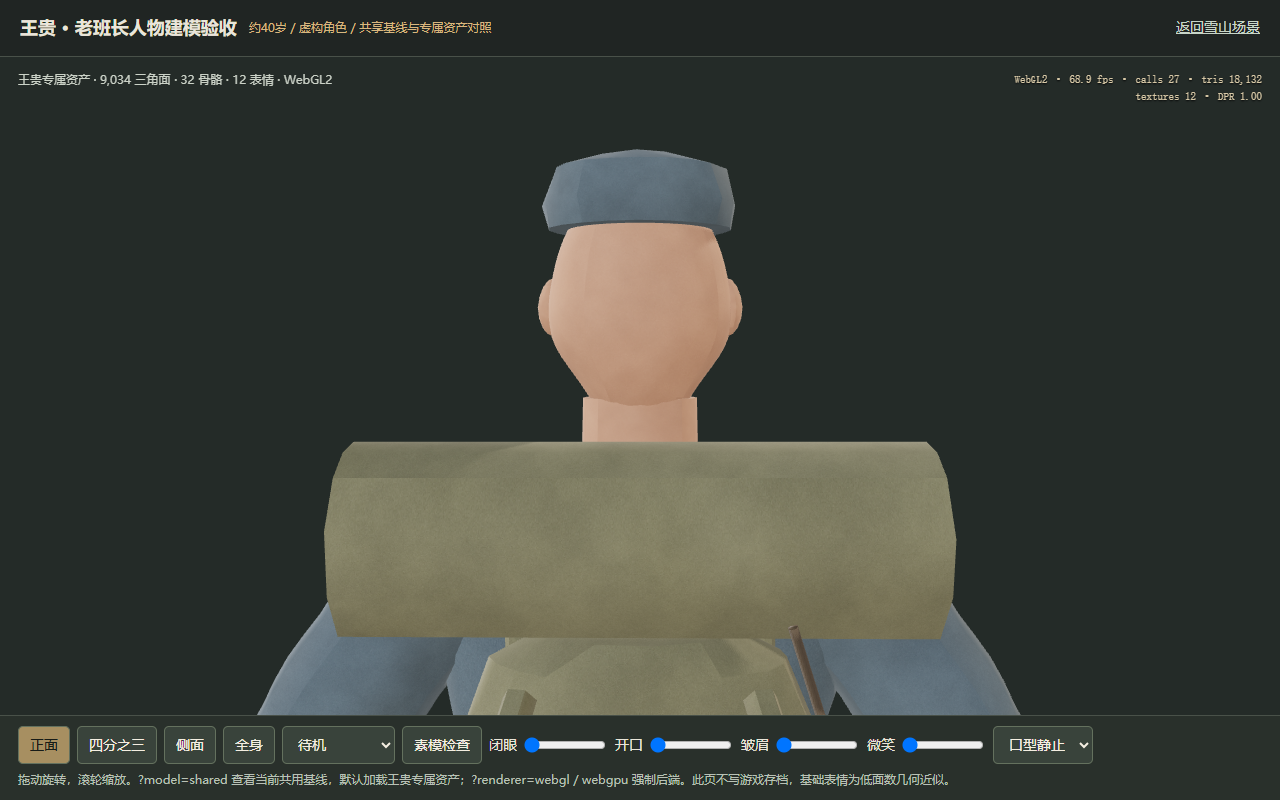 王贵 • 老班长人物建模验收 约40岁 / 虚构角色 / 共享基线与专属资产对照 返回雪山场景
王贵专属资产 · 9,034 三角面 · 32 骨骼 · 12 表情 · WebGL2
WebGL2 · 68.9 fps · calls 27 · tris 18,132
textures 12 · DPR 1.00
正面 四分之三 侧面 全身 待机 素模检查 闭眼 开口 皱眉 微笑 口型静止
拖动旋转，滚轮缩放。?model=shared 查看当前共用基线，默认加载王贵专属资产；?renderer=webgl / webgpu 强制后端。此页不写游戏存档，基础表情为低面数几何近似。